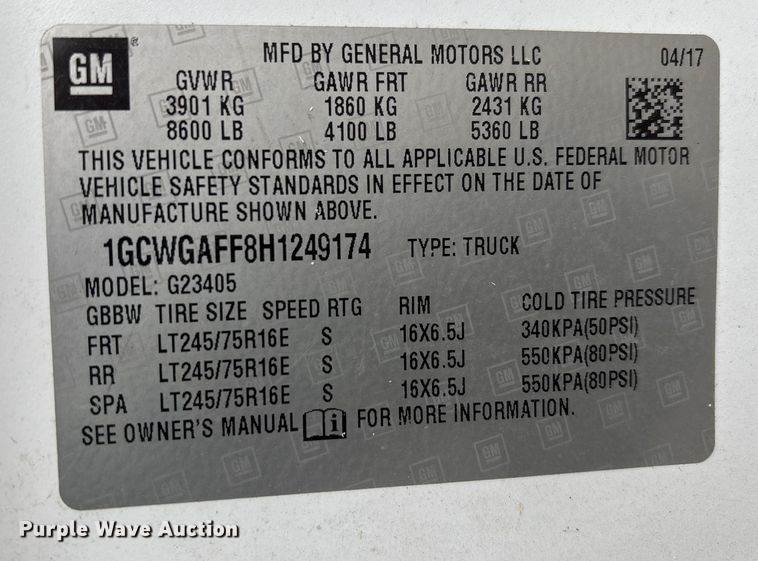 GM ® MFD BY GENERAL MOTORS LLC 04/17
GVWR GAWR FRT GAWR RR
3901 KG 1860 KG 2431 KG
8600 LB 4100 LB 5360 LB
THIS VEHICLE CONFORMS TO ALL APPLICABLE U.S. FEDERAL MOTOR
VEHICLE SAFETY STANDARDS IN EFFECT ON THE DATE OF
MANUFACTURE SHOWN ABOVE.
1GCWGAFF8H1249174 TYPE: TRUCK
MODEL: G23405
GBBW TIRE SIZE SPEED RTG RIM COLD TIRE PRESSURE
FRT LT245/75R16E S 16X6.5J 340KPA(50PSI)
RR LT245/75R16E S 16X6.5J 550KPA(80PSI)
SPA LT245/75R16E S 16X6.5J 550KPA(80PSI)
SEE OWNER'S MANUAL i FOR MORE INFORMATION.
Purple Wave Auction